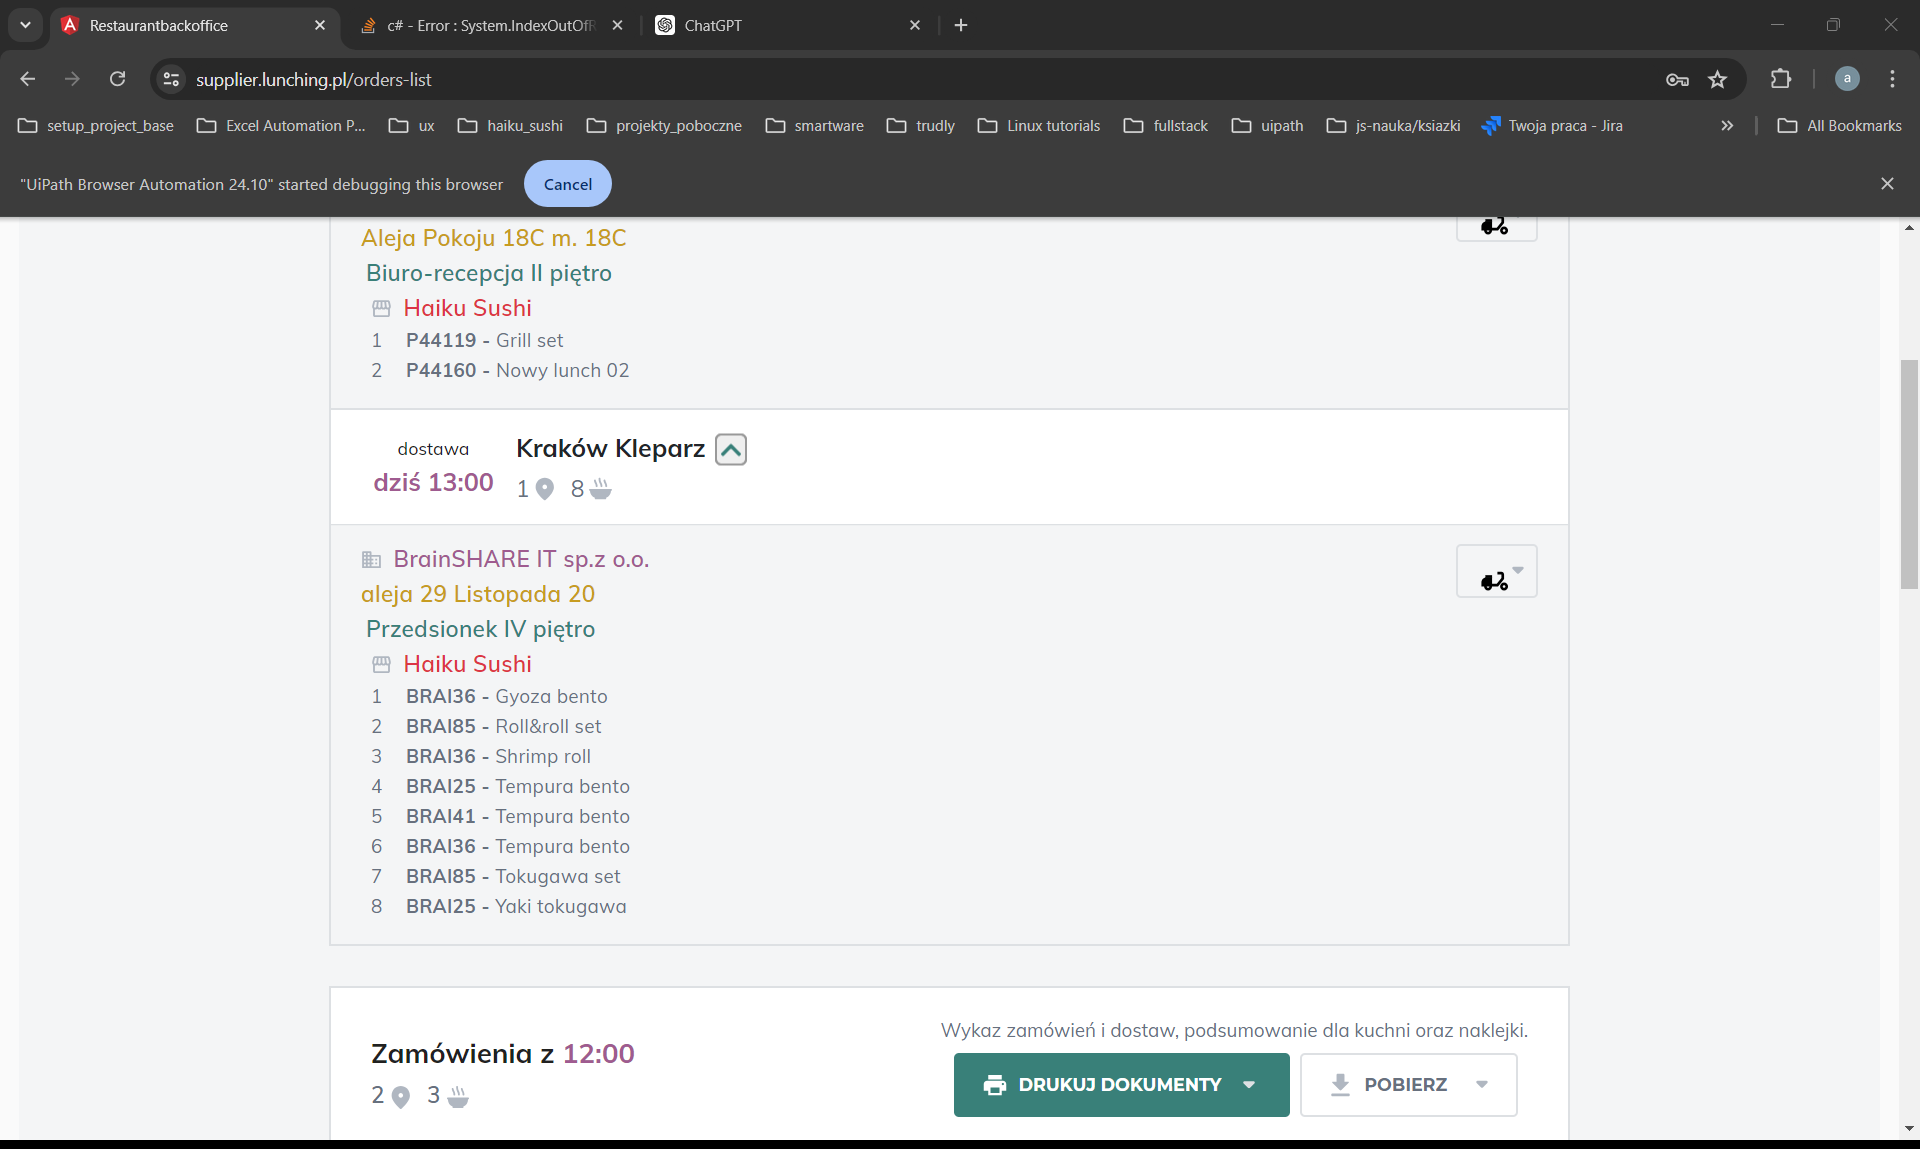 Restaurantbackoffice
c# - Error : System.IndexOutOf
ChatGPT
supplier.lunching.pl/orders-list
a
setup_project_base
Excel Automation P...
ux
haiku_sushi
projekty_poboczne
smartware
trudly
Linux tutorials
fullstack
uipath
js-nauka/ksiazki
Twoja praca - Jira
All Bookmarks
"UiPath Browser Automation 24.10" started debugging this browser
Cancel
Aleja Pokoju 18C m. 18C
Biuro-recepcja II piętro
Haiku Sushi
1 P44119 - Grill set
2 P44160 - Nowy lunch 02
dostawa
dziś 13:00
Kraków Kleparz
1 8
BrainSHARE IT sp.z o.o.
aleja 29 Listopada 20
Przedsionek IV piętro
Haiku Sushi
1 BRAI36 - Gyoza bento
2 BRAI85 - Roll&roll set
3 BRAI36 - Shrimp roll
4 BRAI25 - Tempura bento
5 BRAI41 - Tempura bento
6 BRAI36 - Tempura bento
7 BRAI85 - Tokugawa set
8 BRAI25 - Yaki tokugawa
Zamówienia z 12:00
2 3
Wykaz zamówień i dostaw, podsumowanie dla kuchni oraz naklejki.
DRUKUJ DOKUMENTY
POBIERZ